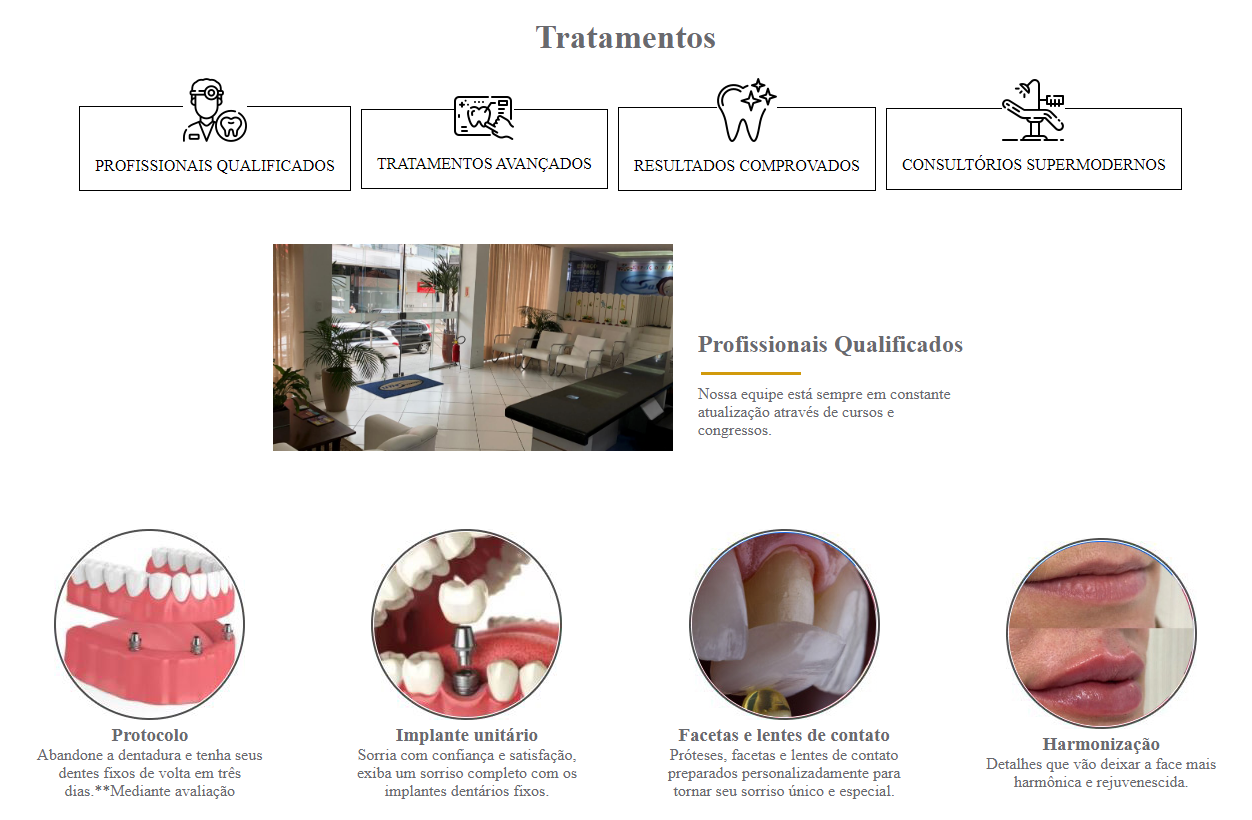 Tratamentos
PROFISSIONAIS QUALIFICADOS
TRATAMENTOS AVANÇADOS
RESULTADOS COMPROVADOS
CONSULTÓRIOS SUPERMODERNOS
Profissionais Qualificados
Nossa equipe está sempre em constante
atualização através de cursos e
congressos.
Protocolo
Abandone a dentadura e tenha seus
dentes fixos de volta em três
dias.**Mediante avaliação
Implante unitário
Sorria com confiança e satisfação,
exiba um sorriso completo com os
implantes dentários fixos.
Facetas e lentes de contato
Próteses, facetas e lentes de contato
preparados personalizadamente para
tornar seu sorriso único e especial.
Harmonização
Detalhes que vão deixar a face mais
harmônica e rejuvenescida.